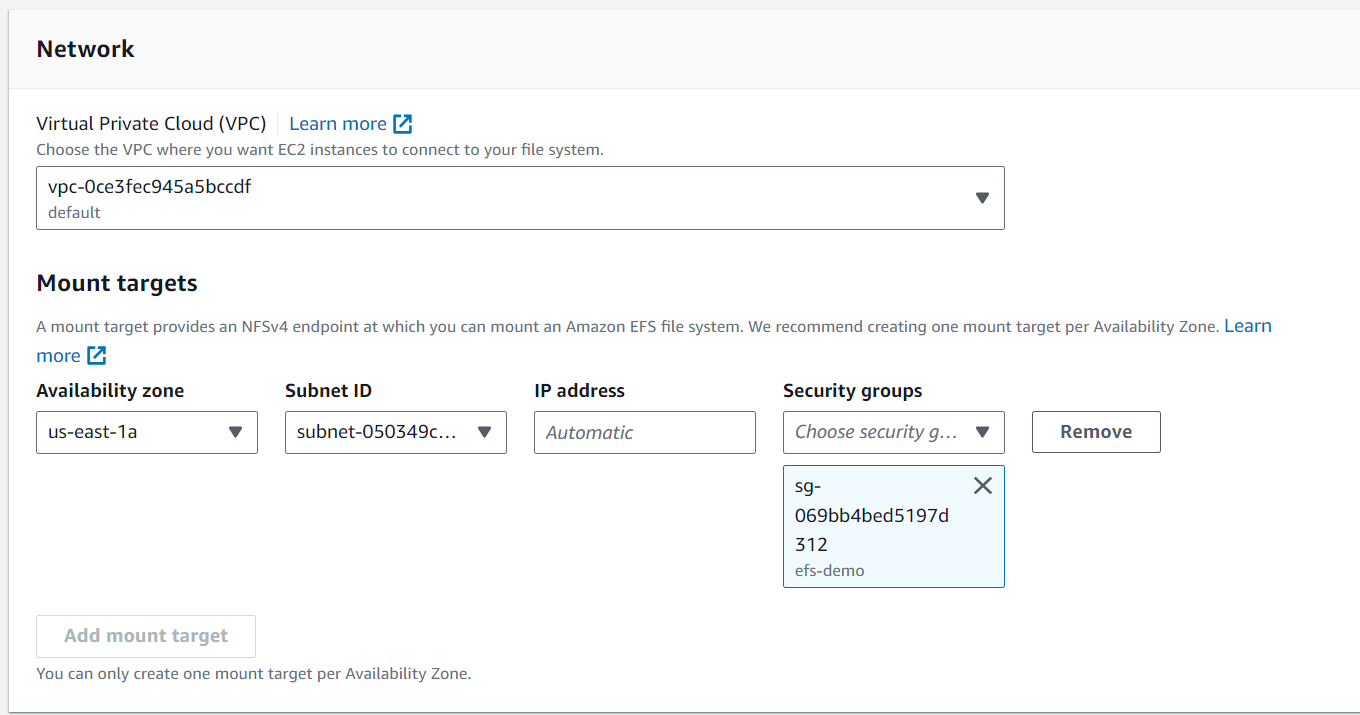 Network
Virtual Private Cloud (VPC) Learn more
Choose the VPC where you want EC2 instances to connect to your file system.
vpc-0ce3fec945a5bccdf
default
Mount targets
A mount target provides an NFSv4 endpoint at which you can mount an Amazon EFS file system. We recommend creating one mount target per Availability Zone. Learn
more
Availability zone Subnet ID IP address Security groups
us-east-1a subnet-050349c... Automatic Choose security g... Remove
sg-
069bb4bed5197d
312
efs-demo
Add mount target
You can only create one mount target per Availability Zone.